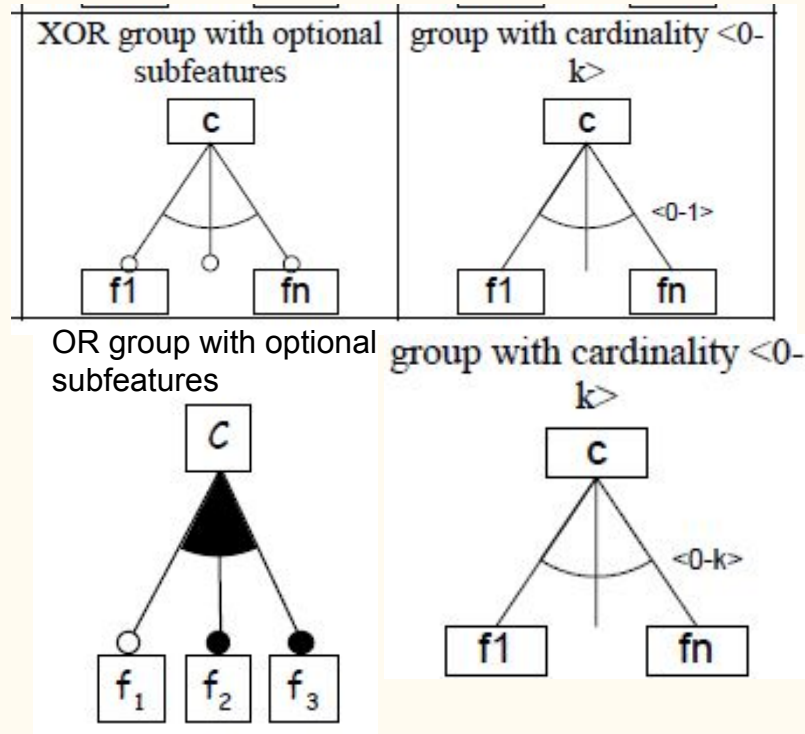 XOR group with optional
subfeatures
c
f1
fn
group with cardinality <0-
k>
c
<0-1>
f1
fn
OR group with optional
subfeatures
C
f1
f2
f3
group with cardinality <0-
k>
c
<0-k>
f1
fn